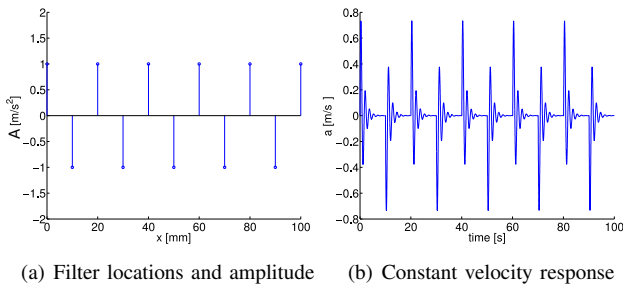 2
1.5
1
0.5
0
−0.5
−1
−1.5
−2
A [m/s²]
0 20 40 60 80 100
x [mm]
0.8
0.6
0.4
0.2
0
−0.2
−0.4
−0.6
−0.8
a [m/s ]
0 20 40 60 80 100
time [s]
(a) Filter locations and amplitude
(b) Constant velocity response